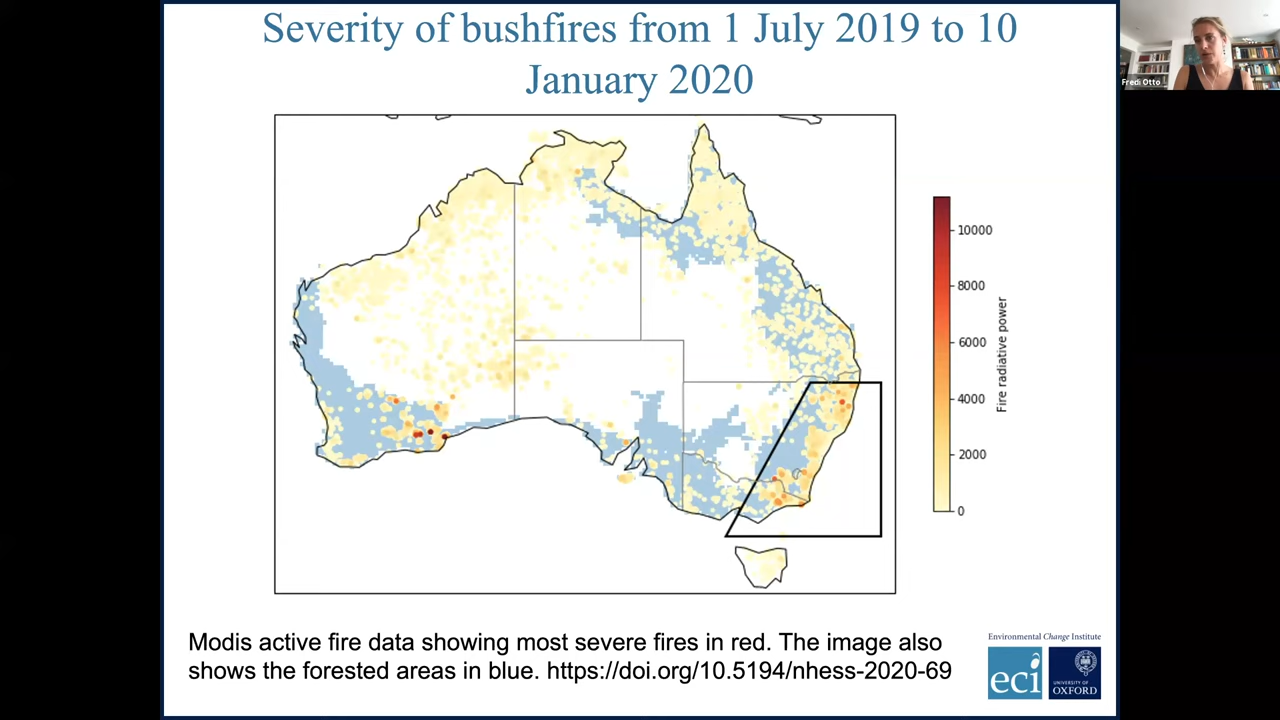 Severity of bushfires from 1 July 2019 to 10
January 2020
Fredi Otto
10000
8000
6000
4000
2000
0
Fire radiative power
Modis active fire data showing most severe fires in red. The image also
shows the forested areas in blue. https://doi.org/10.5194/nhess-2020-69
Environmental Change Institute
eci
UNIVERSITY OF
OXFORD